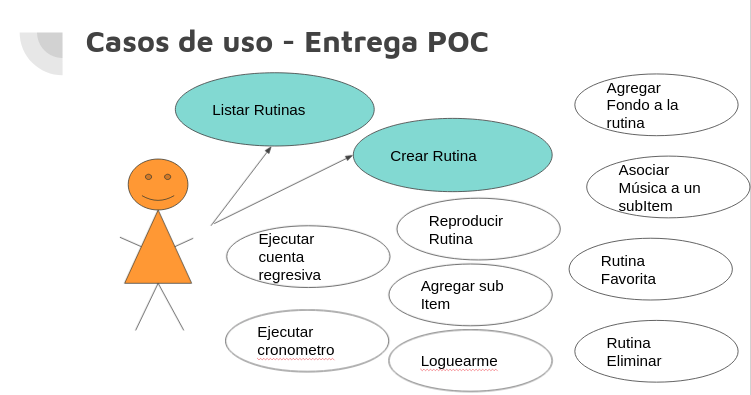 Casos de uso - Entrega POC
Listar Rutinas
Crear Rutina
Agregar
Fondo a la
rutina
Asociar
Música a un
subItem
Reproducir
Rutina
Ejecutar
cuenta
regresiva
Rutina
Favorita
Agregar sub
Item
Ejecutar
cronometro
Loguearme
Rutina
Eliminar